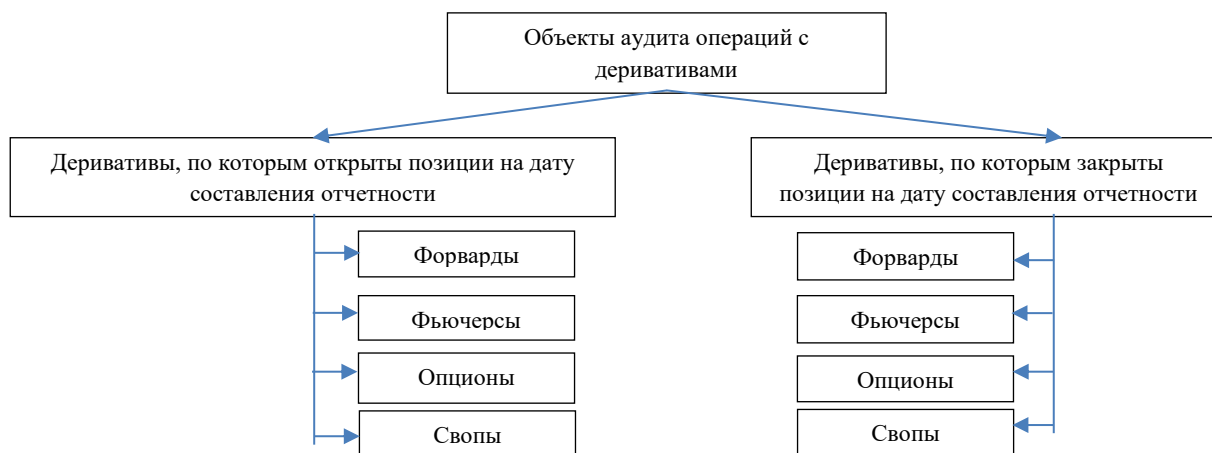 Объекты аудита операций с
деривативами
Деривативы, по которым открыты позиции на дату
составления отчетности
Деривативы, по которым закрыты
позиции на дату составления отчетности
Форварды
Фьючерсы
Опционы
Свопы
Форварды
Фьючерсы
Опционы
Свопы